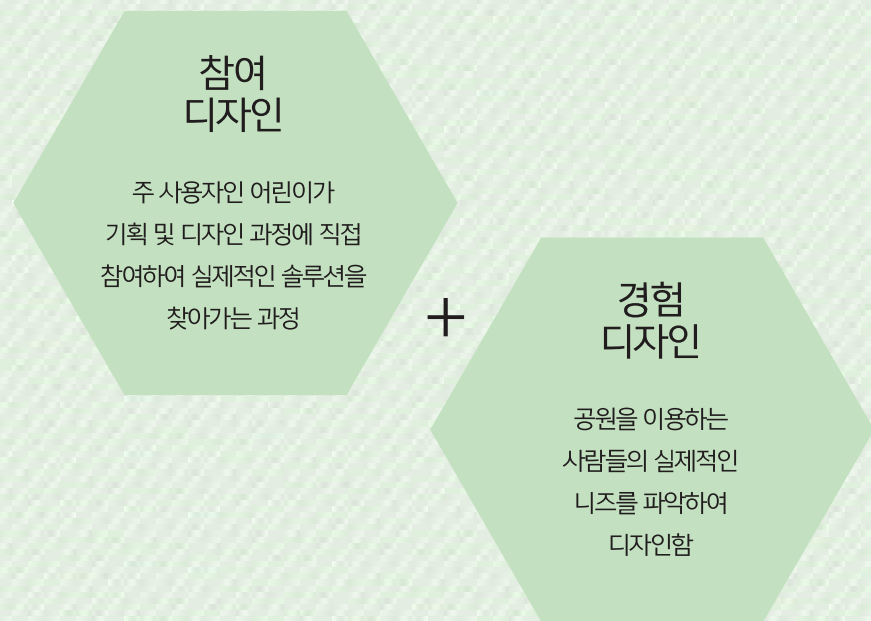 참여
디자인
주 사용자인 어린이가
기획 및 디자인 과정에 직접
참여하여 실제적인 솔루션을
찾아가는 과정
+
경험
디자인
공원을 이용하는
사람들의 실제적인
니즈를 파악하여
디자인함